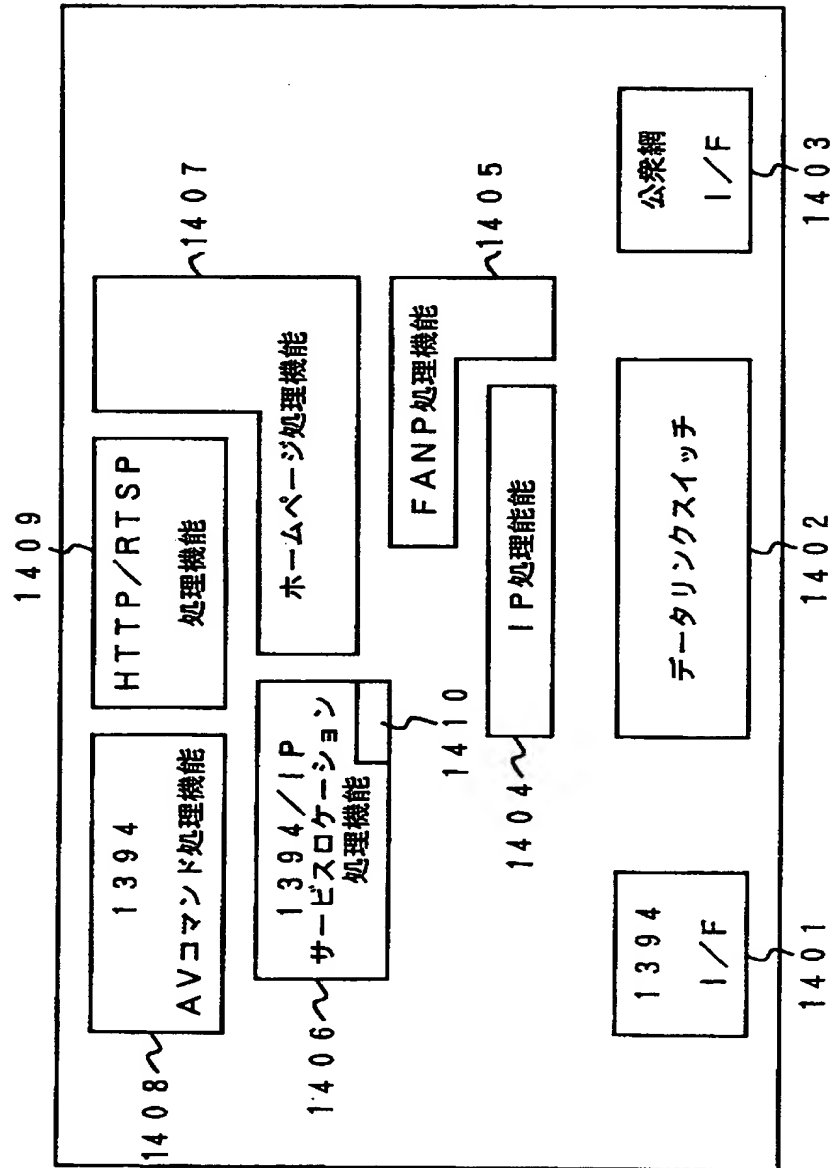 1409
1408
1394
AVコマンド処理機能
HTTP/RTSP
処理機能
1407
1406
1394/IP
サービスロケーション
処理機能
1410
ホームページ処理機能
FANP処理機能
1405
1404
IP処理能能
1394
I/F
1401
データリンクスイッチ
1402
公衆網
I/F
1403